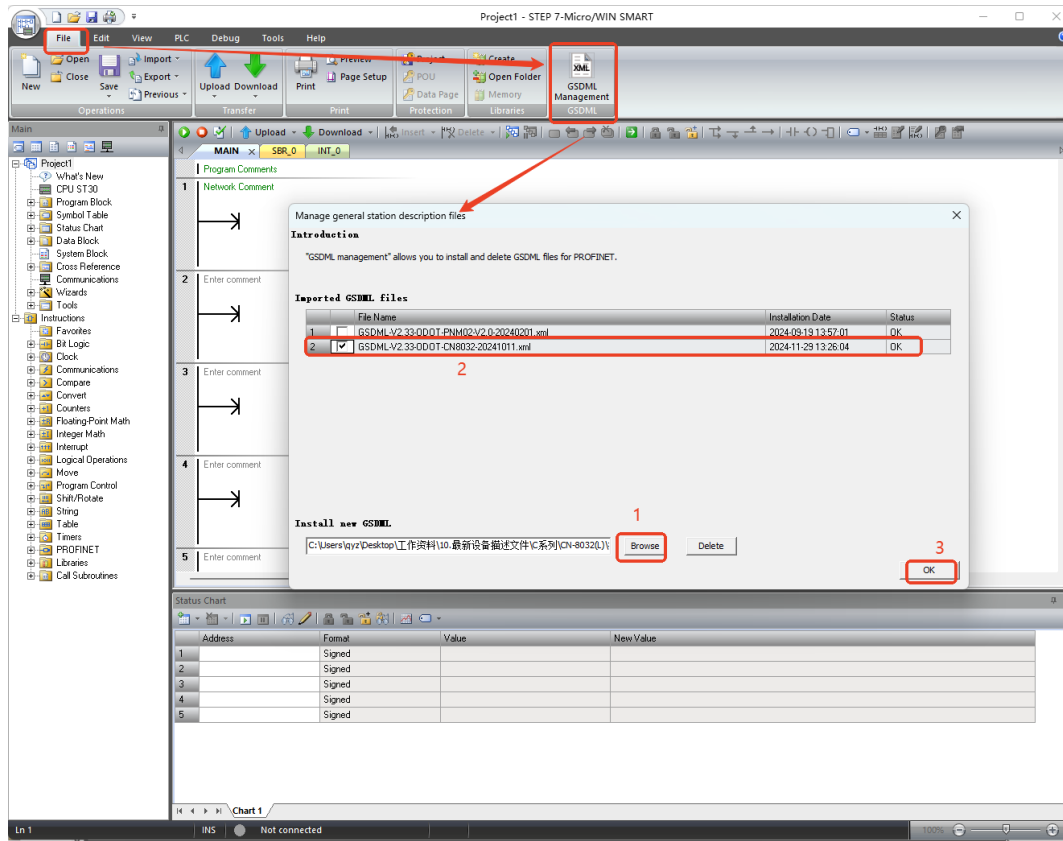 Project1 - STEP 7-Micro/WIN SMART
File Edit View PLC Debug Tools Help
New
Open
Close
Save
Import
Export
Previous
Operations
Upload Download
Transfer
Print
Preview
Page Setup
Print
Project
POU
Data Page
Protection
Create
Open Folder
Memory
Libraries
XML
GSDML
Management
GSDML
Main
Upload Download Insert Delete
MAIN SBR_0 INT_0
Project1
What's New
CPU ST30
Program Block
Symbol Table
Status Chart
Data Block
System Block
Cross Reference
Communications
Wizards
Tools
Instructions
Favorites
Bit Logic
Clock
Communications
Compare
Convert
Counters
Floating-Point Math
Integer Math
Interrupt
Logical Operations
Move
Program Control
Shift/Rotate
String
Table
Timers
PROFINET
Libraries
Call Subroutines
Program Comments
1 Network Comment
2 Enter comment
3 Enter comment
4 Enter comment
5 Enter comment
Manage general station description files
Introduction
"GSDML management" allows you to install and delete GSDML files for PROFINET.
Imported GSDML files
File Name Installation Date Status
1 GSDML-V2.33-ODOT-PNM02-V2.0-20240201.xml 2024-09-19 13:57:01 OK
2 GSDML-V2.33-ODOT-CN8032-20241011.xml 2024-11-29 13:26:04 OK
2
Install new GSDML
1
C:\Users\qyz\Desktop\工作资料\10.最新设备描述文件\C系列\CN-8032(L)\ Browse Delete
3
OK
Status Chart
Address Format Value New Value
1 Signed
2 Signed
3 Signed
4 Signed
5 Signed
Chart 1
Ln 1 INS Not connected 100%